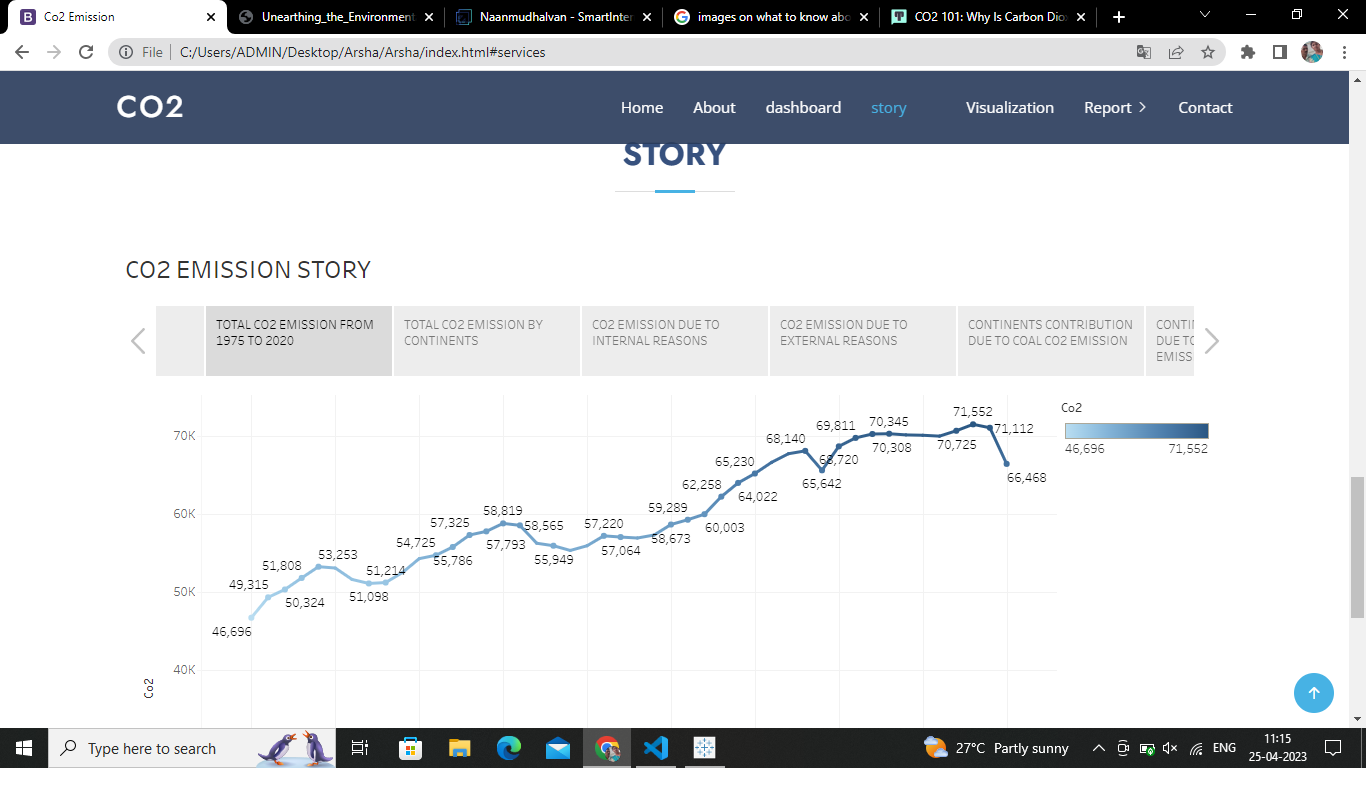 Co2 Emission
Unearthing_the_Environment
Naanmudhalvan - SmartInter
images on what to know abo
CO2 101: Why Is Carbon Dio
File
C:/Users/ADMIN/Desktop/Arsha/Arsha/index.html#services
CO2
Home
About
dashboard
story
Visualization
Report
Contact
STORY
CO2 EMISSION STORY
TOTAL CO2 EMISSION FROM
1975 TO 2020
TOTAL CO2 EMISSION BY
CONTINENTS
CO2 EMISSION DUE TO
INTERNAL REASONS
CO2 EMISSION DUE TO
EXTERNAL REASONS
CONTINENTS CONTRIBUTION
DUE TO COAL CO2 EMISSION
CONTI
DUE TO
EMISS
Co2
46,696
71,552
70K
60K
50K
40K
Co2
46,696
49,315
50,324
51,808
53,253
51,098
51,214
54,725
55,786
57,325
57,793
58,819
58,565
55,949
57,220
57,064
58,673
59,289
60,003
62,258
64,022
65,230
68,140
65,642
68,720
69,811
70,308
70,345
70,725
71,552
71,112
66,468
Type here to search
27°C Partly sunny
ENG
11:15
25-04-2023